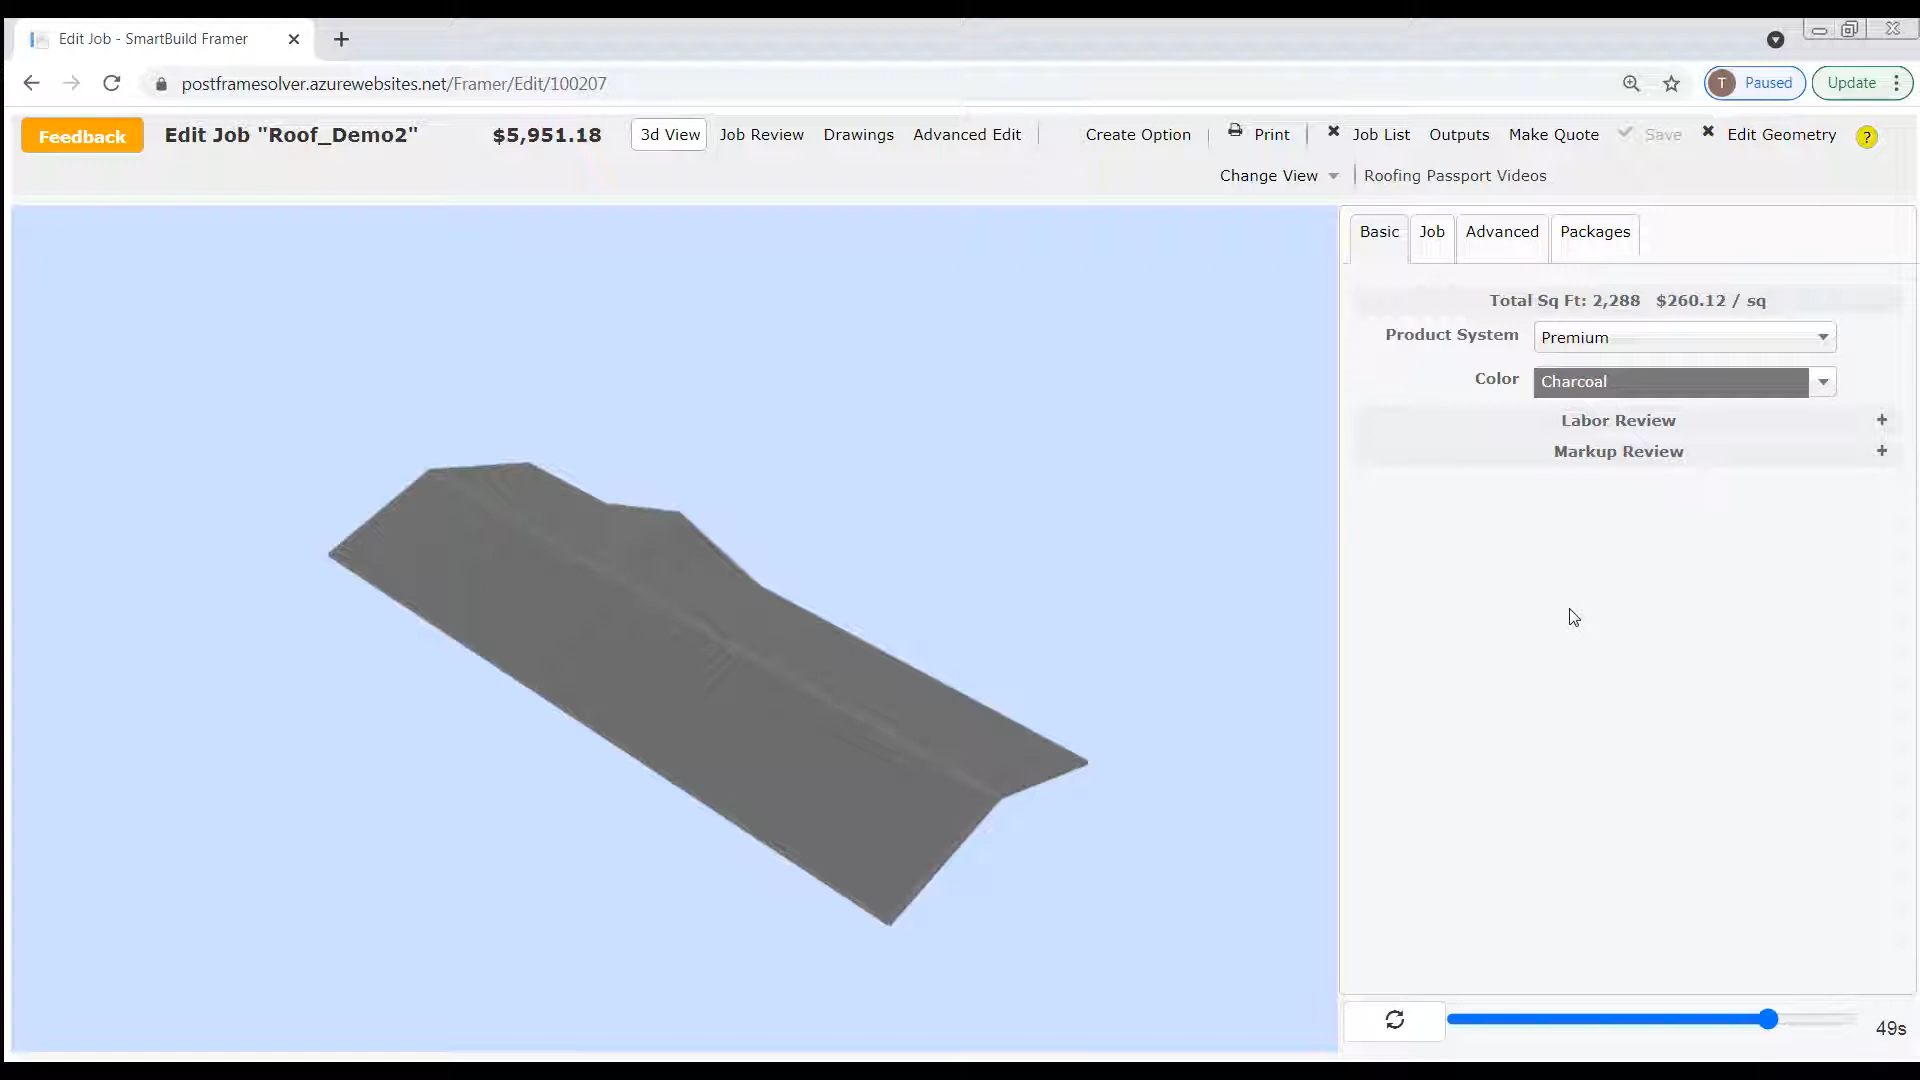 Edit Job - SmartBuild Framer
postframesolver.azurewebsites.net/Framer/Edit/100207
T Paused
Update
Feedback
Edit Job "Roof_Demo2"
$5,951.18
3d View
Job Review
Drawings
Advanced Edit
Create Option
Print
Job List
Outputs
Make Quote
Save
Edit Geometry
?
Change View
Roofing Passport Videos
Basic
Job
Advanced
Packages
Total Sq Ft: 2,288 $260.12 / sq
Product System
Premium
Color
Charcoal
Labor Review +
Markup Review +
49s